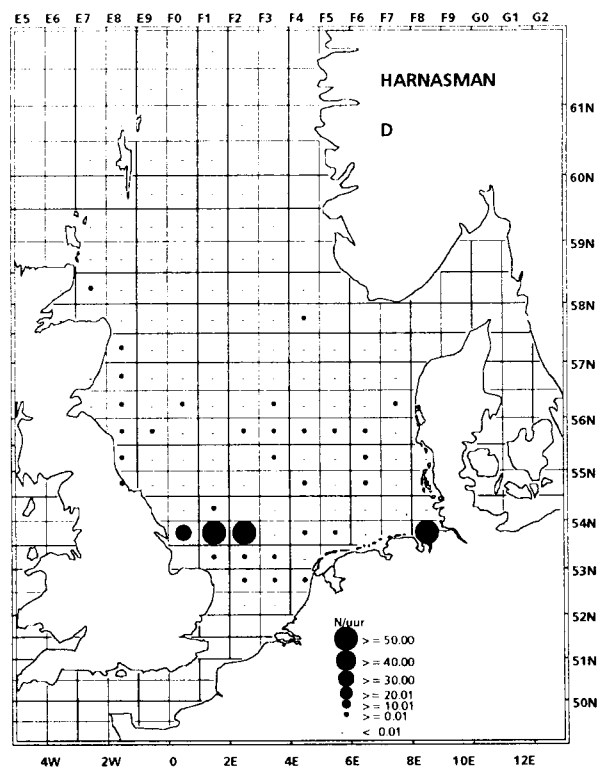 E5 E6 E7 E8 E9 F0 F1 F2 F3 F4 F5 F6 F7 F8 F9 G0 G1 G2
HARNASMAN
D
61N
60N
59N
58N
57N
56N
55N
54N
53N
52N
51N
50N
N/uur
>= 50.00
>= 40.00
>= 30.00
>= 20.01
>= 10.01
>= 0.01
< 0.01
4W 2W 0 2E 4E 6E 8E 10E 12E